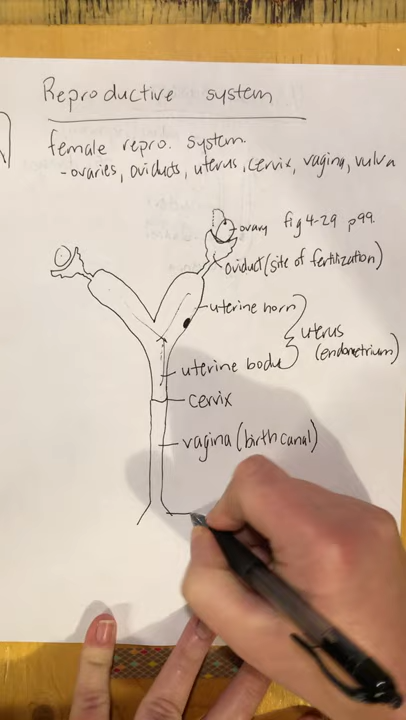 Reproductive system
female repro. system.
-ovaries, oviducts, uterus, cervix, vagina, vulva
ovary fig 4-29 p99.
oviduct (site of fertilization)
uterine horn
uterus
(endometrium)
uterine body
cervix
vagina (birth canal)